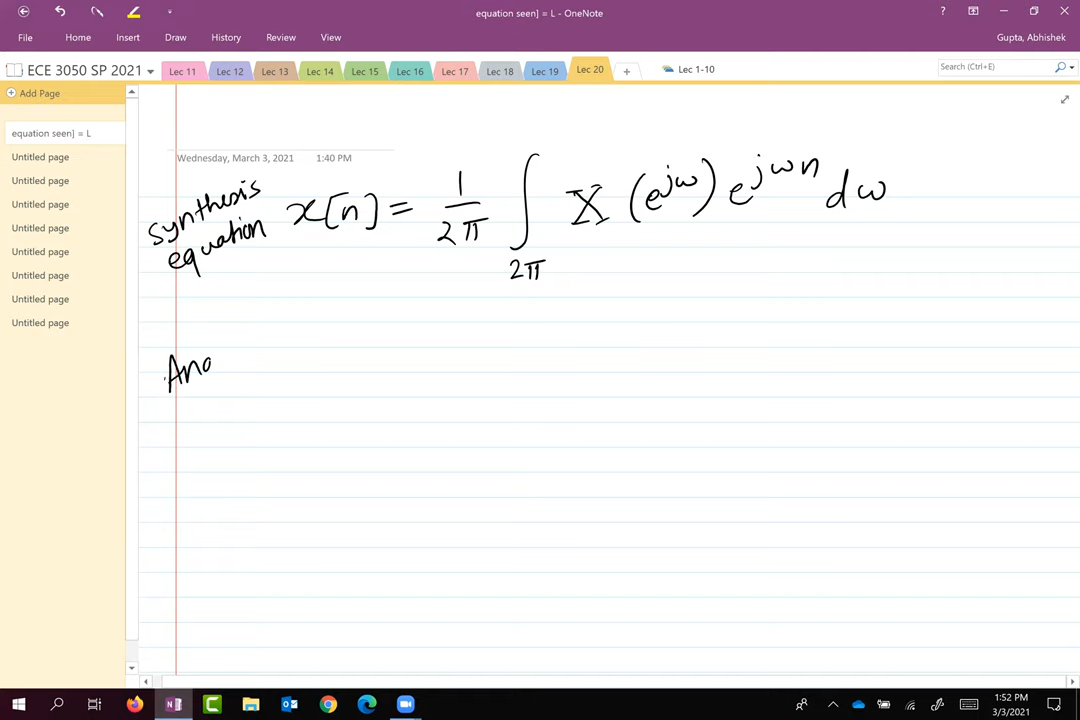 equation seen] = L - OneNote
?
File Home Insert Draw History Review View
Gupta, Abhishek
ECE 3050 SP 2021
Lec 11 Lec 12 Lec 13 Lec 14 Lec 15 Lec 16 Lec 17 Lec 18 Lec 19 Lec 20 + Lec 1-10
Search (Ctrl+E)
Add Page
equation seen] = L
Untitled page
Untitled page
Untitled page
Untitled page
Untitled page
Untitled page
Untitled page
Untitled page
Wednesday, March 3, 2021 1:40 PM
synthesis
equation
x[n] = 1/2π ∫2π X(e^jω) e^jωn dω
Ana
1:52 PM
3/3/2021